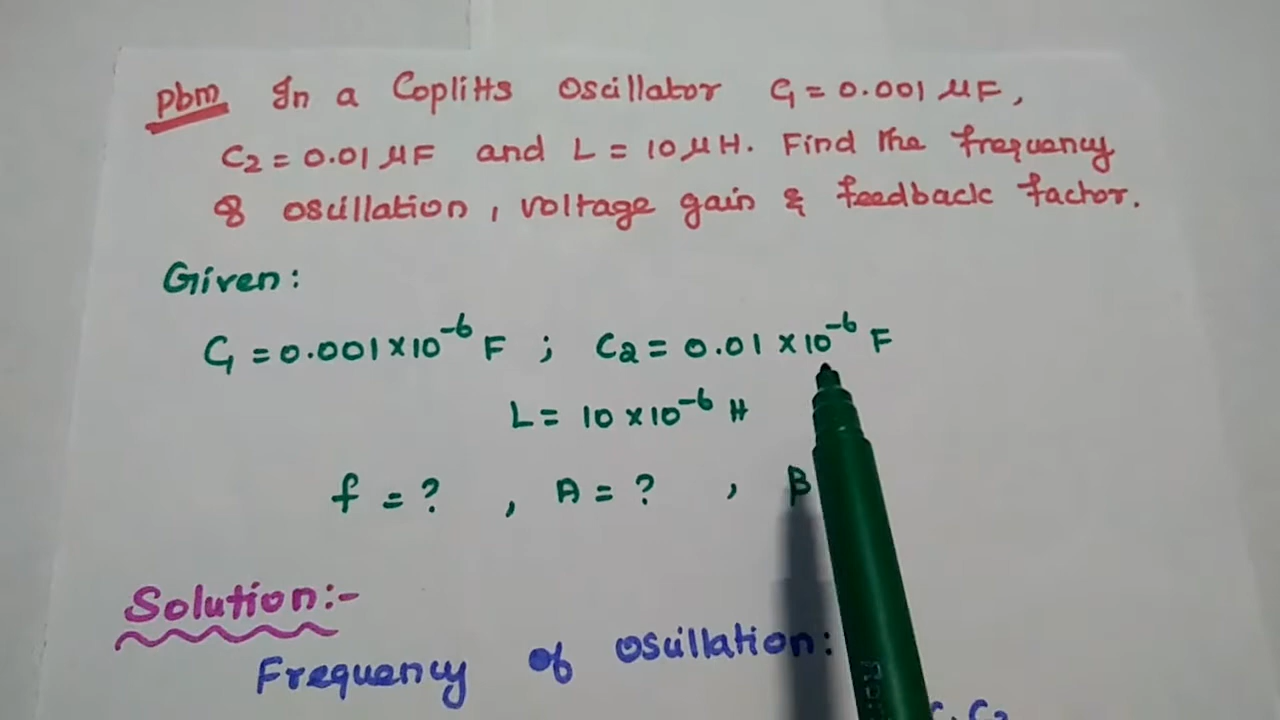 Pbm In a Coplitts Oscillator C1 = 0.001 μF,
C2 = 0.01 μF and L = 10 μH. Find the frequency
of oscillation, voltage gain & feedback factor.
Given:
C1 = 0.001 × 10⁻⁶ F ; C2 = 0.01 × 10⁻⁶ F
L = 10 × 10⁻⁶ H
f = ? , A = ? , β
Solution:-
Frequency of oscillation:
C1 C2